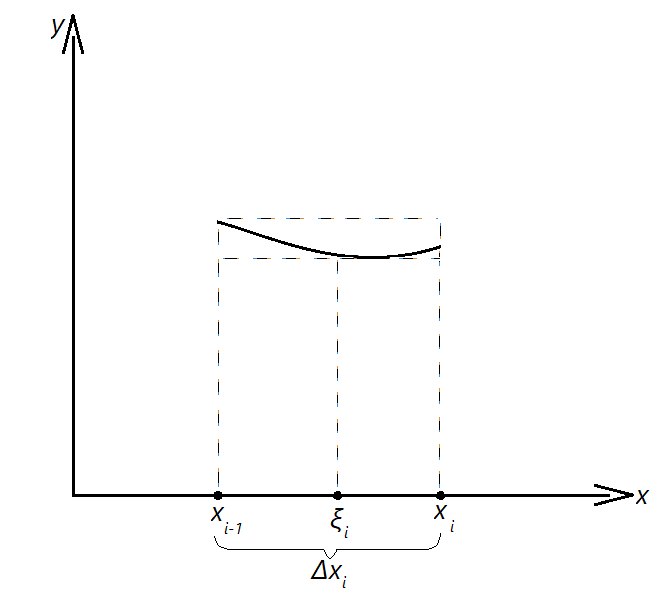 y
x
x i-1
ξ i
x i
Δx i